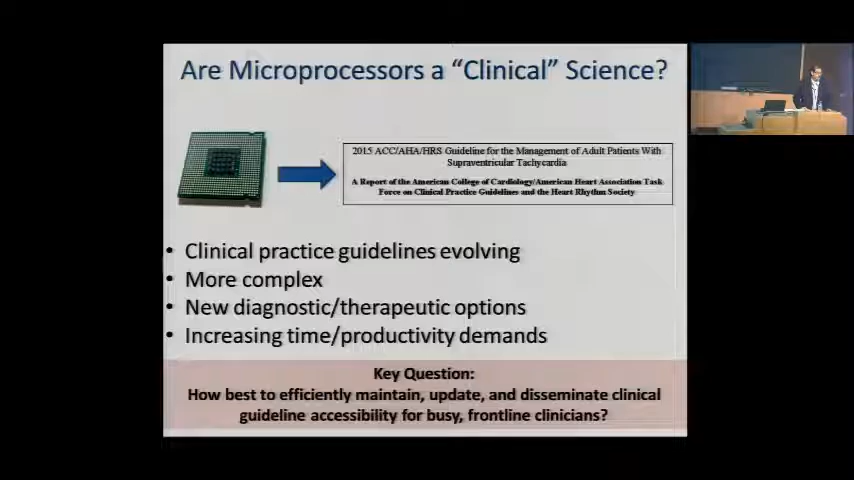 Are Microprocessors a “Clinical” Science?
2015 ACC/AHA/HRS Guideline for the Management of Adult Patients With
Supraventricular Tachycardia
A Report of the American College of Cardiology/American Heart Association Task
Force on Clinical Practice Guidelines and the Heart Rhythm Society
• Clinical practice guidelines evolving
• More complex
• New diagnostic/therapeutic options
• Increasing time/productivity demands
Key Question:
How best to efficiently maintain, update, and disseminate clinical
guideline accessibility for busy, frontline clinicians?